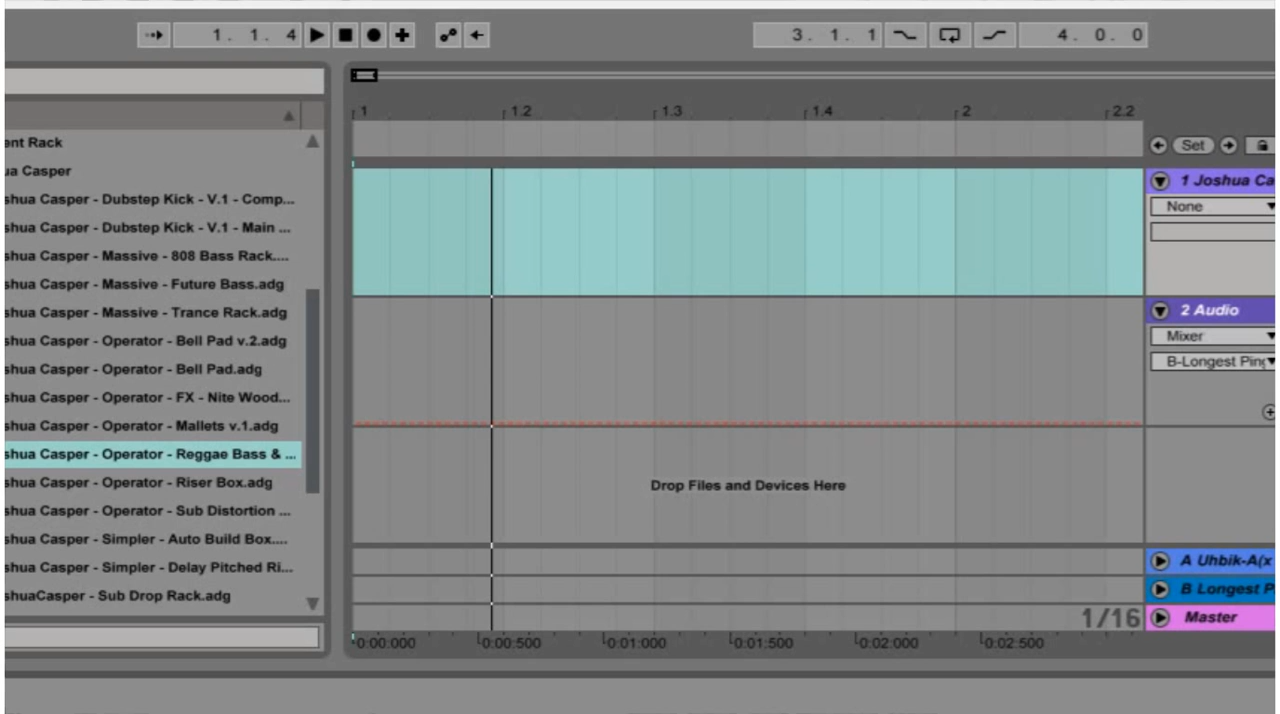 1. 1. 4
3. 1. 1
4. 0. 0
1 1.2 1.3 1.4 2 2.2
ent Rack
ua Casper
shua Casper - Dubstep Kick - V.1 - Comp...
shua Casper - Dubstep Kick - V.1 - Main ...
shua Casper - Massive - 808 Bass Rack....
shua Casper - Massive - Future Bass.adg
shua Casper - Massive - Trance Rack.adg
shua Casper - Operator - Bell Pad v.2.adg
shua Casper - Operator - Bell Pad.adg
shua Casper - Operator - FX - Nite Wood...
shua Casper - Operator - Mallets v.1.adg
shua Casper - Operator - Reggae Bass & ...
shua Casper - Operator - Riser Box.adg
shua Casper - Operator - Sub Distortion ...
shua Casper - Simpler - Auto Build Box....
shua Casper - Simpler - Delay Pitched Ri...
shuaCasper - Sub Drop Rack.adg
Drop Files and Devices Here
Set
1 Joshua Ca
None
2 Audio
Mixer
B-Longest Ping
A Uhbik-A(x
B Longest P
1/16
Master
0:00:000 0:00:500 0:01:000 0:01:500 0:02:000 0:02:500